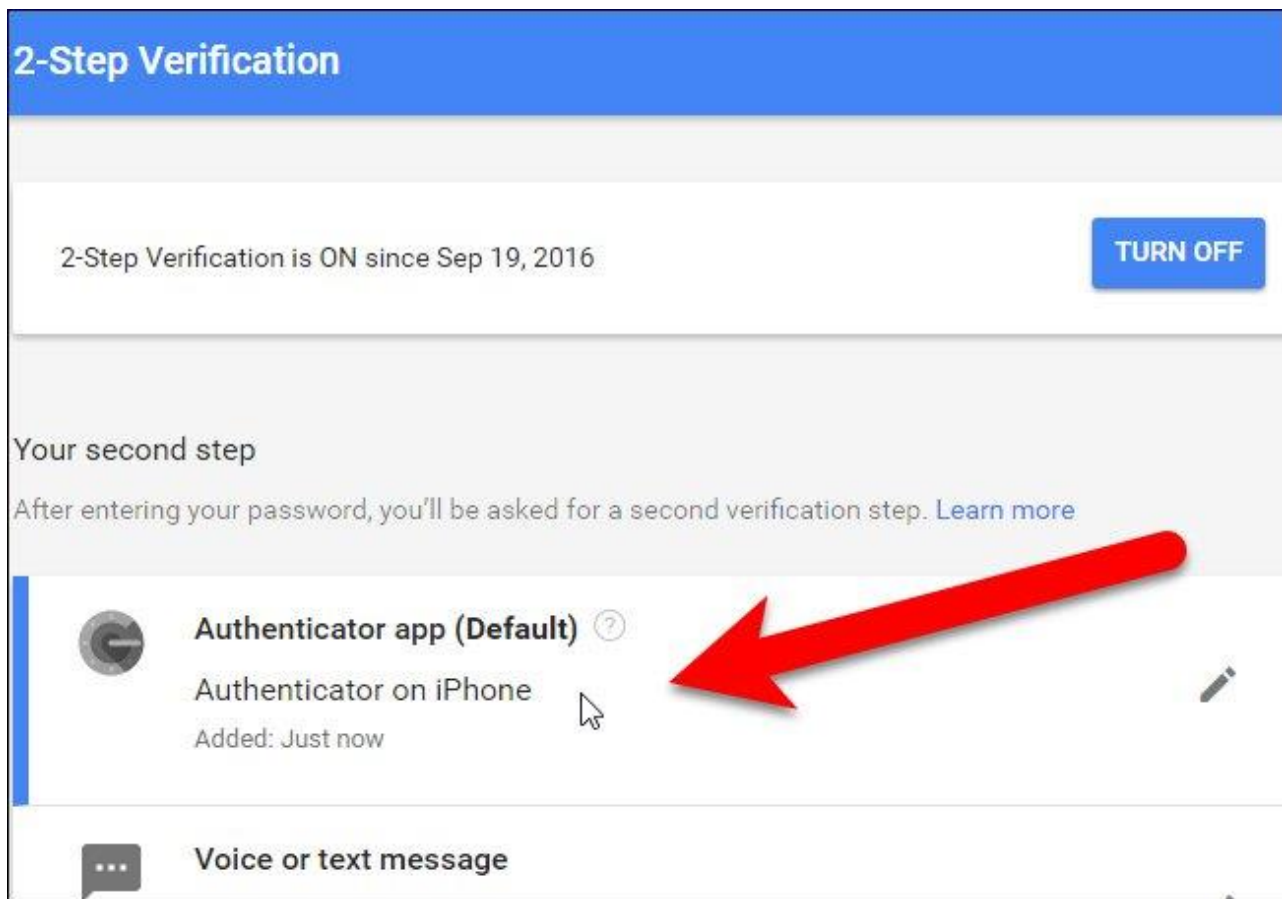 2-Step Verification
2-Step Verification is ON since Sep 19, 2016
TURN OFF
Your second step
After entering your password, you'll be asked for a second verification step. Learn more
Authenticator app (Default) ?
Authenticator on iPhone
Added: Just now
Voice or text message